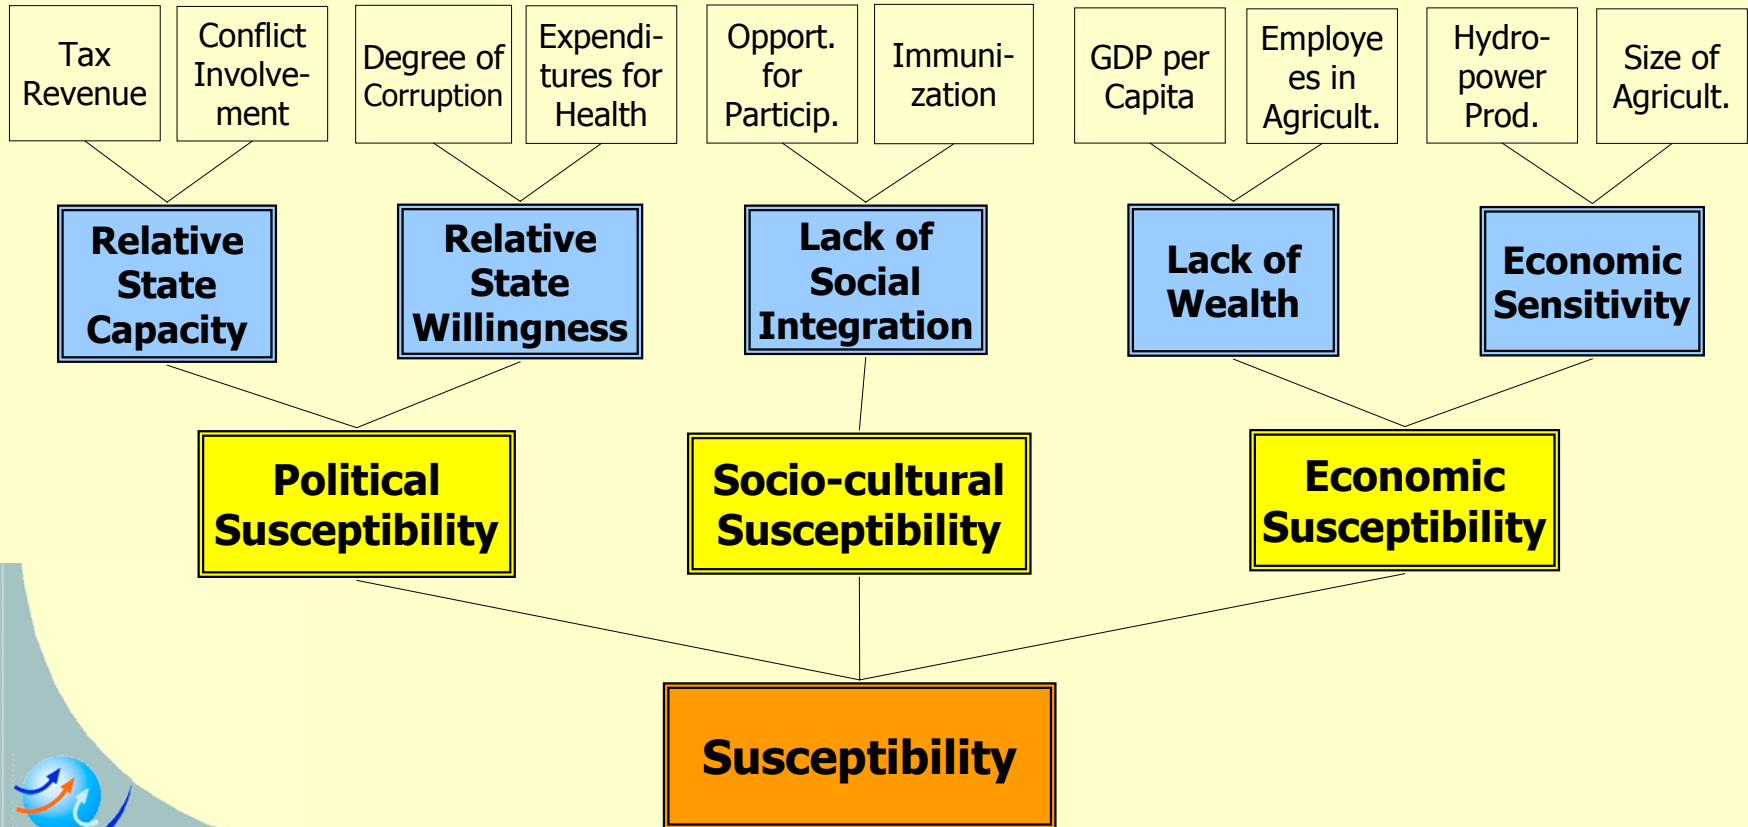 Tax
Revenue
Conflict
Involve-
ment
Degree of
Corruption
Expendi-
tures for
Health
Opport.
for
Particip.
Immuni-
zation
GDP per
Capita
Employe
es in
Agricult.
Hydro-
power
Prod.
Size of
Agricult.
Relative
State
Capacity
Relative
State
Willingness
Lack of
Social
Integration
Lack of
Wealth
Economic
Sensitivity
Political
Susceptibility
Socio-cultural
Susceptibility
Economic
Susceptibility
Susceptibility